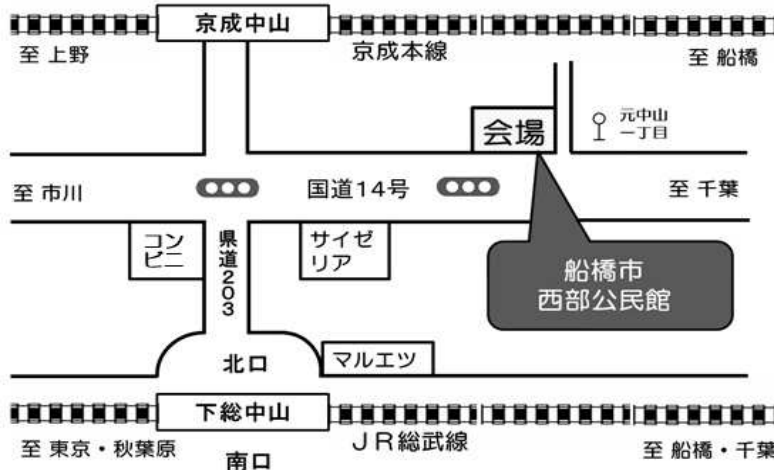 京成中山
至 上野
京成本線
至 船橋
会場
元中山
一丁目
至 市川
国道14号
至 千葉
コン
ビニ
県道203
サイゼ
リア
船橋市
西部公民館
北口
マルエツ
下総中山
至 東京・秋葉原
南口
JR総武線
至 船橋・千葉